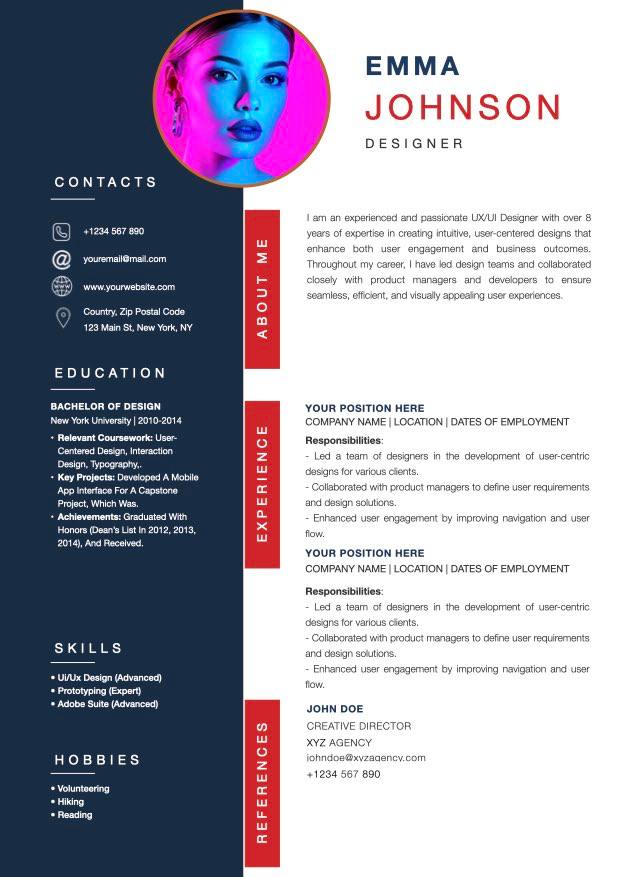 EMMA
JOHNSON
DESIGNER
CONTACTS
+1234 567 890
youremail@mail.com
www.yourwebsite.com
Country, Zip Postal Code
123 Main St, New York, NY
EDUCATION
BACHELOR OF DESIGN
New York University | 2010-2014
• Relevant Coursework: User-
Centered Design, Interaction
Design, Typography,.
• Key Projects: Developed A Mobile
App Interface For A Capstone
Project, Which Was.
• Achievements: Graduated With
Honors (Dean's List In 2012, 2013,
2014), And Received.
SKILLS
• Ui/Ux Design (Advanced)
• Prototyping (Expert)
• Adobe Suite (Advanced)
HOBBIES
• Volunteering
• Hiking
• Reading
ABOUT ME
I am an experienced and passionate UX/UI Designer with over 8
years of expertise in creating intuitive, user-centered designs that
enhance both user engagement and business outcomes.
Throughout my career, I have led design teams and collaborated
closely with product managers and developers to ensure
seamless, efficient, and visually appealing user experiences.
EXPERIENCE
YOUR POSITION HERE
COMPANY NAME | LOCATION | DATES OF EMPLOYMENT
Responsibilities:
- Led a team of designers in the development of user-centric
designs for various clients.
- Collaborated with product managers to define user requirements
and design solutions.
- Enhanced user engagement by improving navigation and user
flow.
YOUR POSITION HERE
COMPANY NAME | LOCATION | DATES OF EMPLOYMENT
Responsibilities:
- Led a team of designers in the development of user-centric
designs for various clients.
- Collaborated with product managers to define user requirements
and design solutions.
- Enhanced user engagement by improving navigation and user
flow.
REFERENCES
JOHN DOE
CREATIVE DIRECTOR
XYZ AGENCY
johndoe@xyzagency.com
+1234 567 890